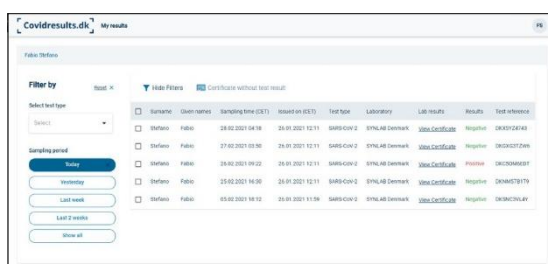 Covidresults.dk My results FS
Fabio Stefano
Filter by Reset ×
Hide Filters Certificate without test result
Select test type
Select
Surname Given names Sampling time (CET) Issued on (CET) Test type Laboratory Lab results Results Test reference
Stefano Fabio 28.02.2021 04:18 26.01.2021 12:11 SARS-CoV-2 SYNLAB Denmark View Certificate Negative
Stefano Fabio 27.02.2021 03:50 26.01.2021 12:11 SARS-CoV-2 SYNLAB Denmark View Certificate Negative
Stefano Fabio 26.02.2021 09:22 26.01.2021 12:11 SARS-CoV-2 SYNLAB Denmark View Certificate Positive
Stefano Fabio 25.02.2021 16:30 26.01.2021 12:11 SARS-CoV-2 SYNLAB Denmark View Certificate Negative
Stefano Fabio 05.02.2021 10:12 26.01.2021 11:59 SARS-CoV-2 SYNLAB Denmark View Certificate Negative
Sampling period
Today
Yesterday
Last week
Last 2 weeks
Show all